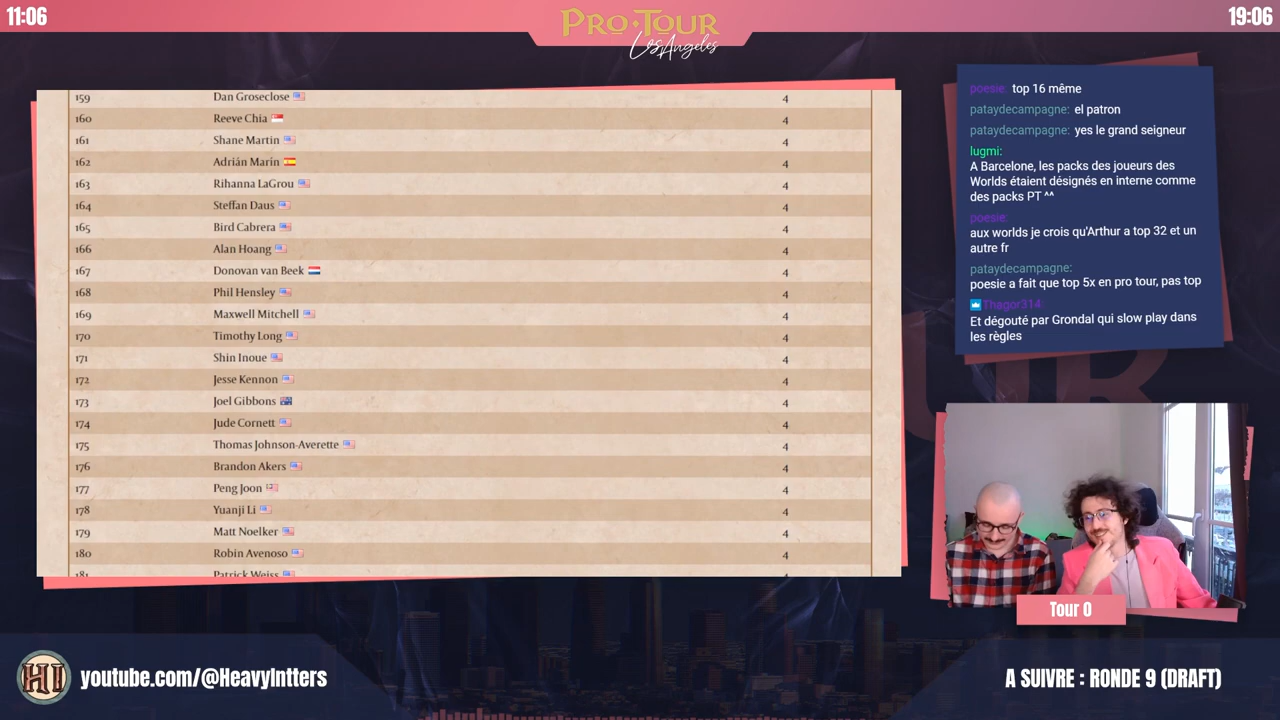 11:06
PRO·TOUR
Los Angeles
19:06
159 Dan Groseclose 4
160 Reeve Chia 4
161 Shane Martin 4
162 Adrián Marín 4
163 Rihanna LaGrou 4
164 Steffan Daus 4
165 Bird Cabrera 4
166 Alan Hoang 4
167 Donovan van Beek 4
168 Phil Hensley 4
169 Maxwell Mitchell 4
170 Timothy Long 4
171 Shin Inoue 4
172 Jesse Kennon 4
173 Joel Gibbons 4
174 Jude Cornett 4
175 Thomas Johnson-Averette 4
176 Brandon Akers 4
177 Peng Joon 4
178 Yuanji Li 4
179 Matt Noelker 4
180 Robin Avenoso 4
181 Patrick Weiss 4
poesie: top 16 même
pataydecampagne: el patron
pataydecampagne: yes le grand seigneur
lugmi:
A Barcelone, les packs des joueurs des
Worlds étaient désignés en interne comme
des packs PT ^^
poesie:
aux worlds je crois qu'Arthur a top 32 et un
autre fr
pataydecampagne:
poesie a fait que top 5x en pro tour, pas top
Thagor314:
Et dégouté par Grondal qui slow play dans
les règles
Tour 0
HI
youtube.com/@HeavyIntters
A SUIVRE : RONDE 9 (DRAFT)